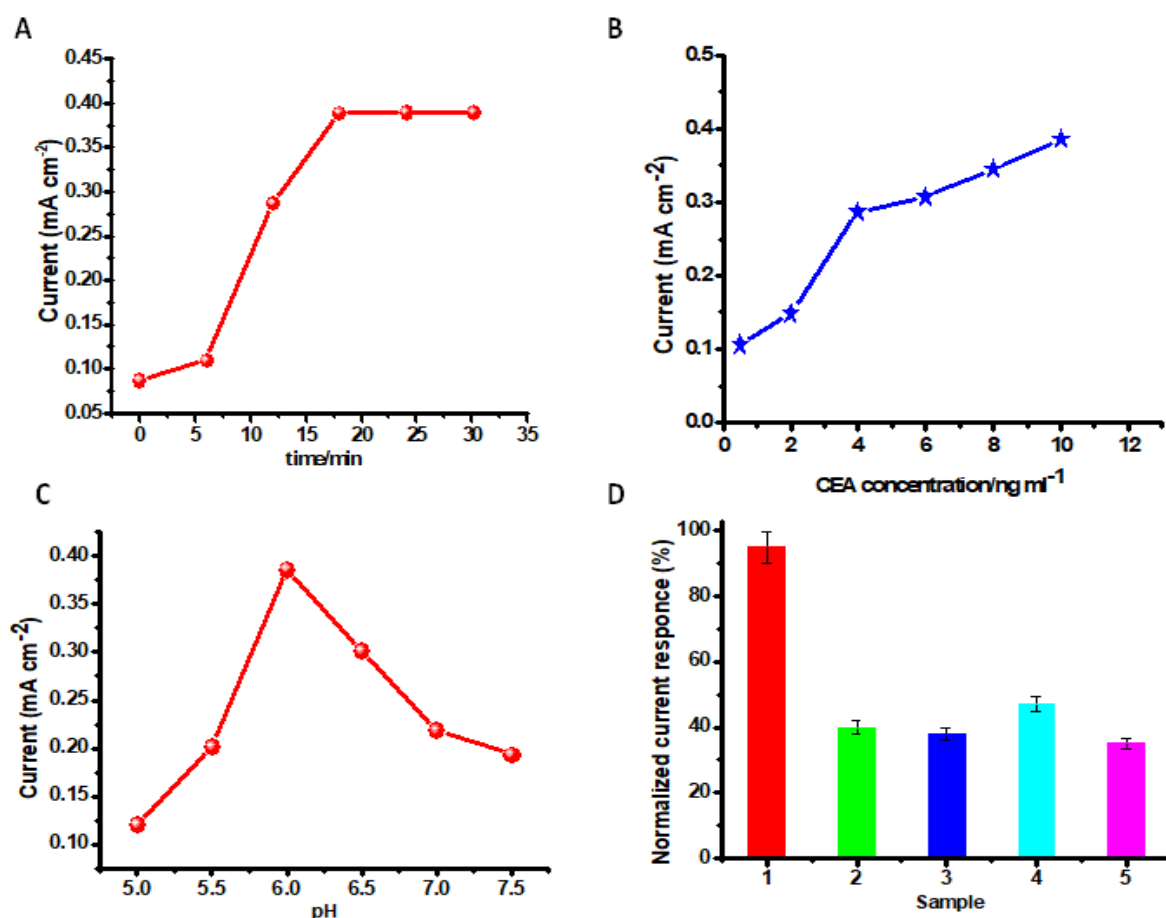 A
0.45
0.40
0.35
0.30
0.25
0.20
0.15
0.10
0.05
Current (mA cm-2)
0 5 10 15 20 25 30 35
time/min
B
0.5
0.4
0.3
0.2
0.1
0.0
Current (mA cm-2)
0 2 4 6 8 10 12
CEA concentration/ng ml-1
C
0.40
0.35
0.30
0.25
0.20
0.15
0.10
Current (mA cm-2)
5.0 5.5 6.0 6.5 7.0 7.5
pH
D
100
80
60
40
20
0
Normalized current responce (%)
1 2 3 4 5
Sample